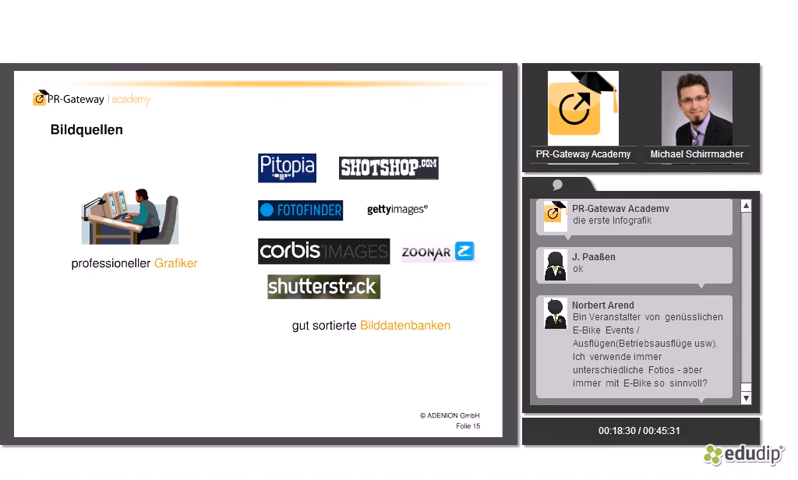 PR-Gateway | academy
Bildquellen
Pitopia
SHOTSHOP.COM
FOTOFINDER
gettyimages®
corbis IMAGES
ZOONAR Z
shutterstock
professioneller Grafiker
gut sortierte Bilddatenbanken
© ADENION GmbH
Folie 15
PR-Gateway Academy
Michael Schirrmacher
PR-Gateway Academy
die erste Infografik
J. Paaßen
ok
Norbert Arend
Bin Veranstalter von genüsslichen
E-Bike Events /
Ausflügen(Betriebsausflüge usw).
Ich verwende immer
unterschiedliche Fotios - aber
immer mit E-Bike so sinnvoll?
00:18:30 / 00:45:31
edudip